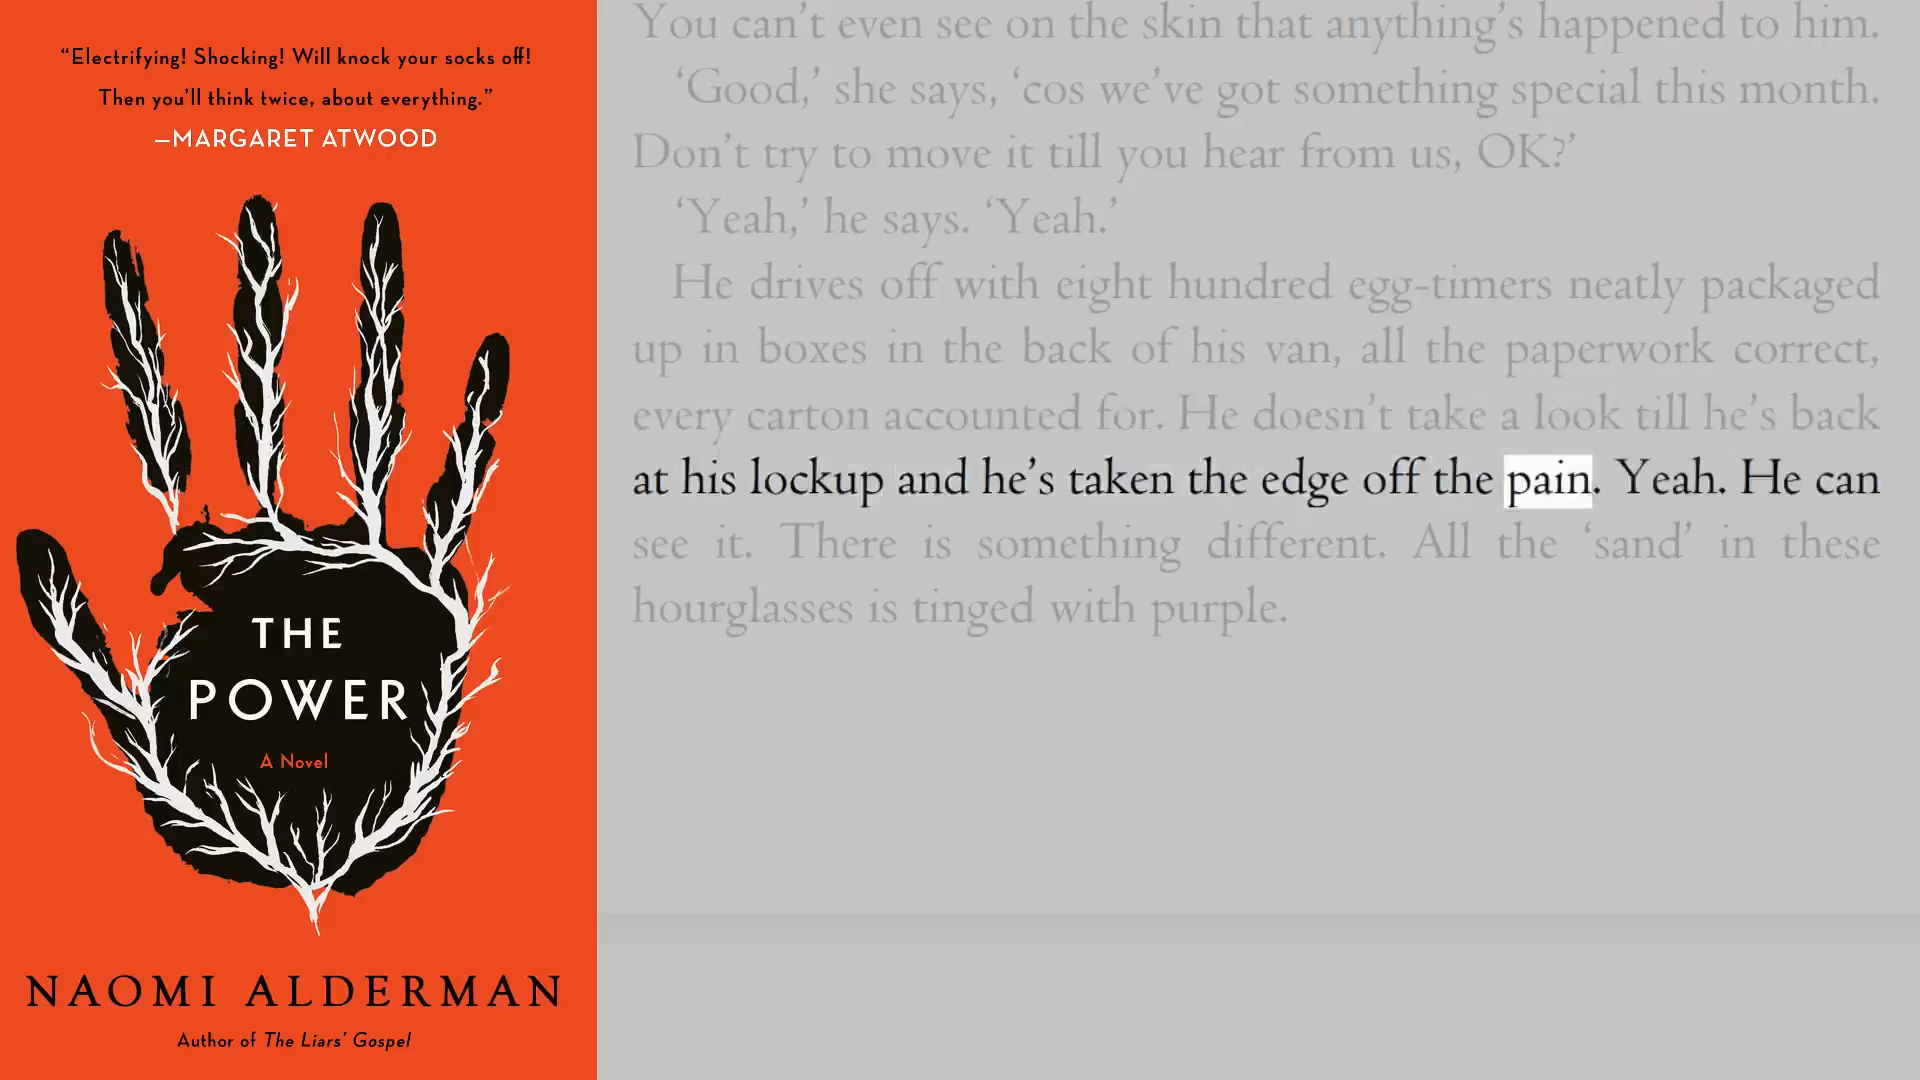 “Electrifying! Shocking! Will knock your socks off!
Then you’ll think twice, about everything.”
—MARGARET ATWOOD
THE
POWER
A Novel
NAOMI ALDERMAN
Author of The Liars’ Gospel
You can’t even see on the skin that anything’s happened to him.
‘Good,’ she says, ‘cos we’ve got something special this month.
Don’t try to move it till you hear from us, OK?’
‘Yeah,’ he says. ‘Yeah.’
He drives off with eight hundred egg-timers neatly packaged
up in boxes in the back of his van, all the paperwork correct,
every carton accounted for. He doesn’t take a look till he’s back
at his lockup and he’s taken the edge off the pain. Yeah. He can
see it. There is something different. All the ‘sand’ in these
hourglasses is tinged with purple.